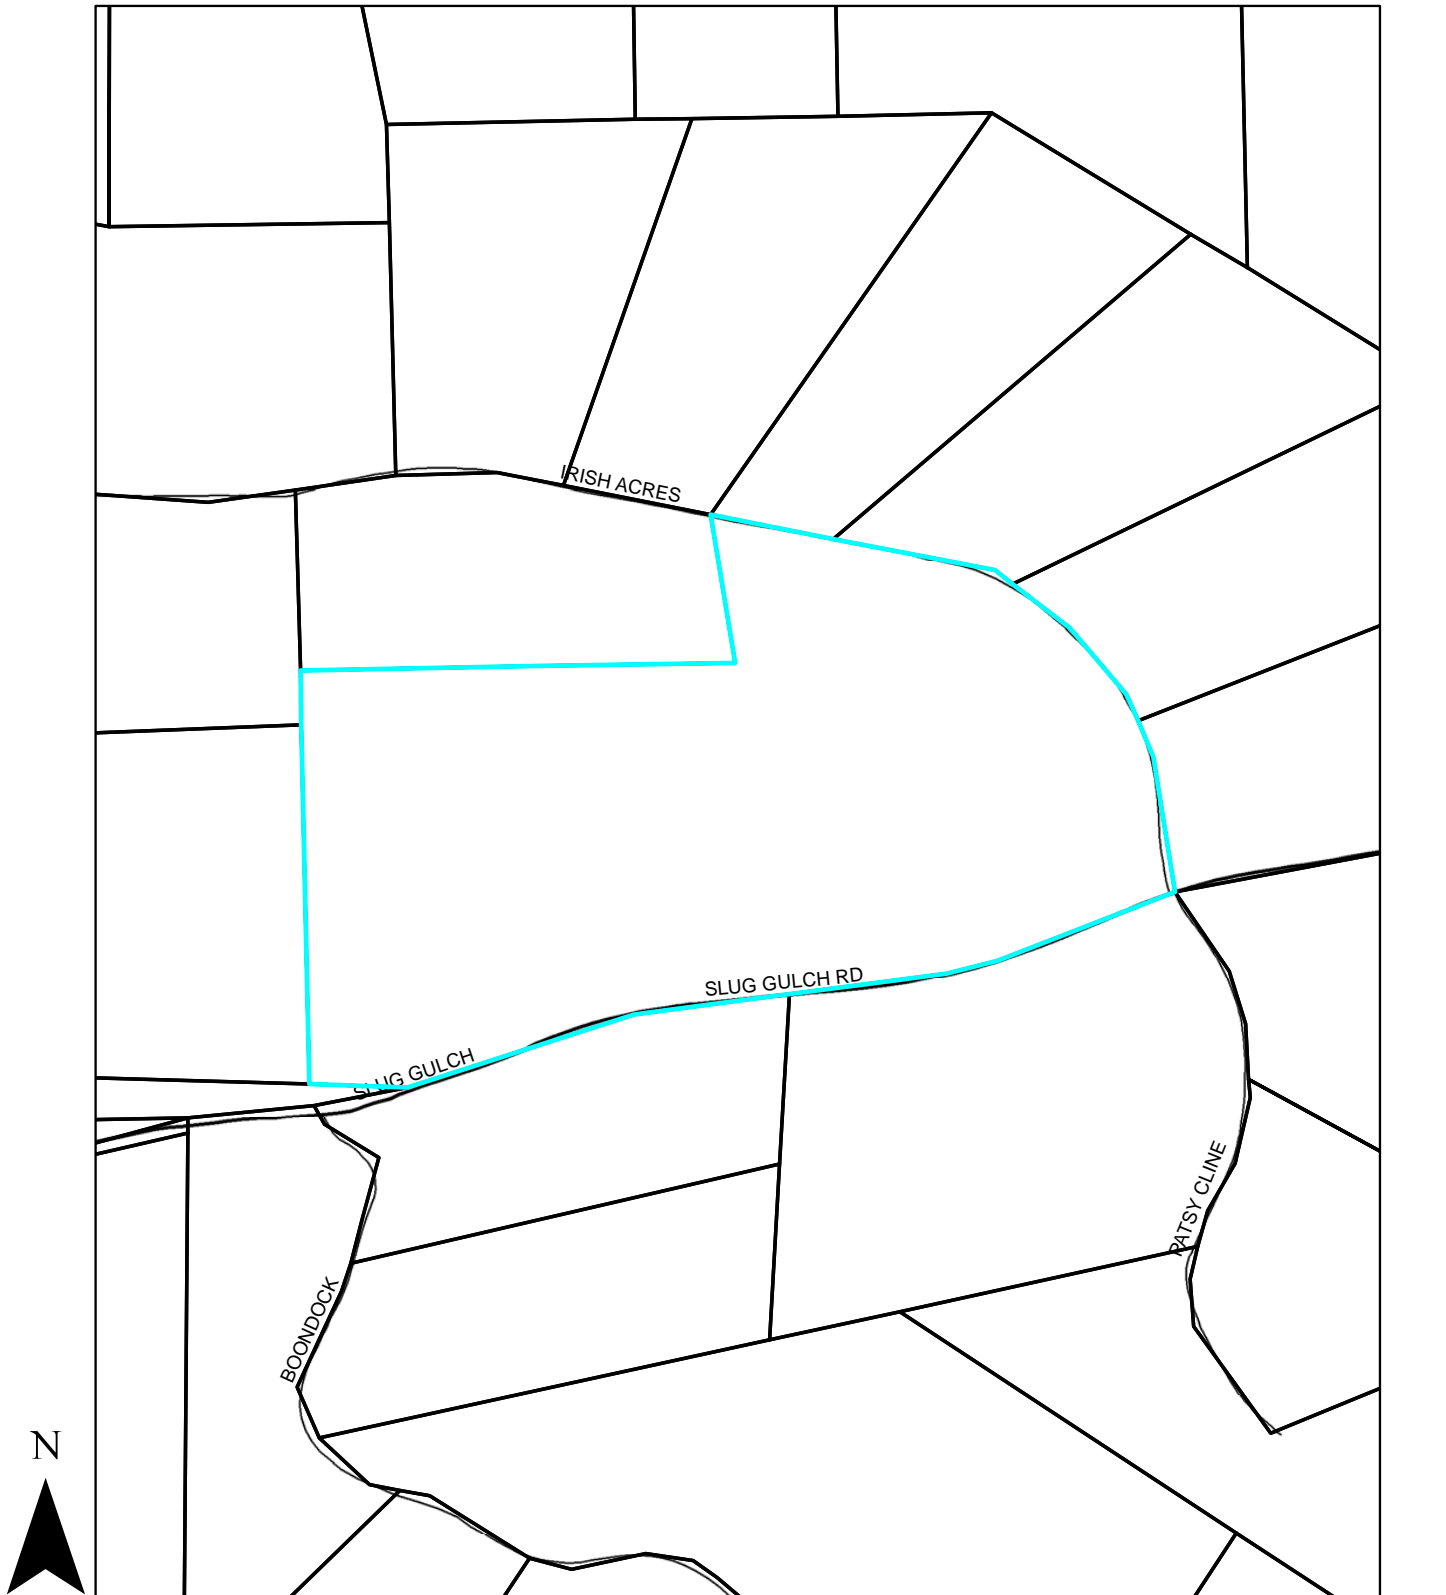 IRISH ACRES
SLUG GULCH RD
SLUG GULCH
PATSY CLINE
BOONDOCK
N